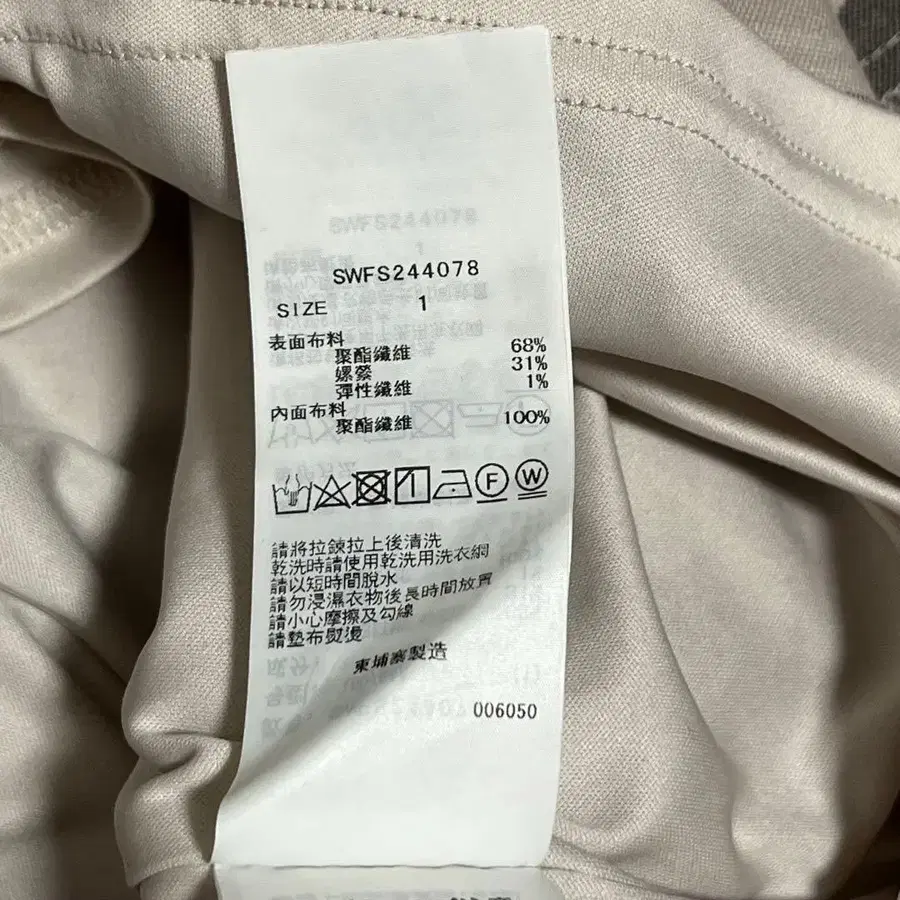 SWFS244078
SIZE 1
表面布料
聚酯纖維 68%
嫘縈 31%
彈性纖維 1%
內面布料
聚酯纖維 100%
F W
請將拉鍊拉上後清洗
乾洗時請使用乾洗用洗衣網
請以短時間脫水
請勿浸濕衣物後長時間放置
請小心摩擦及勾線
請墊布熨燙
柬埔寨製造
006050